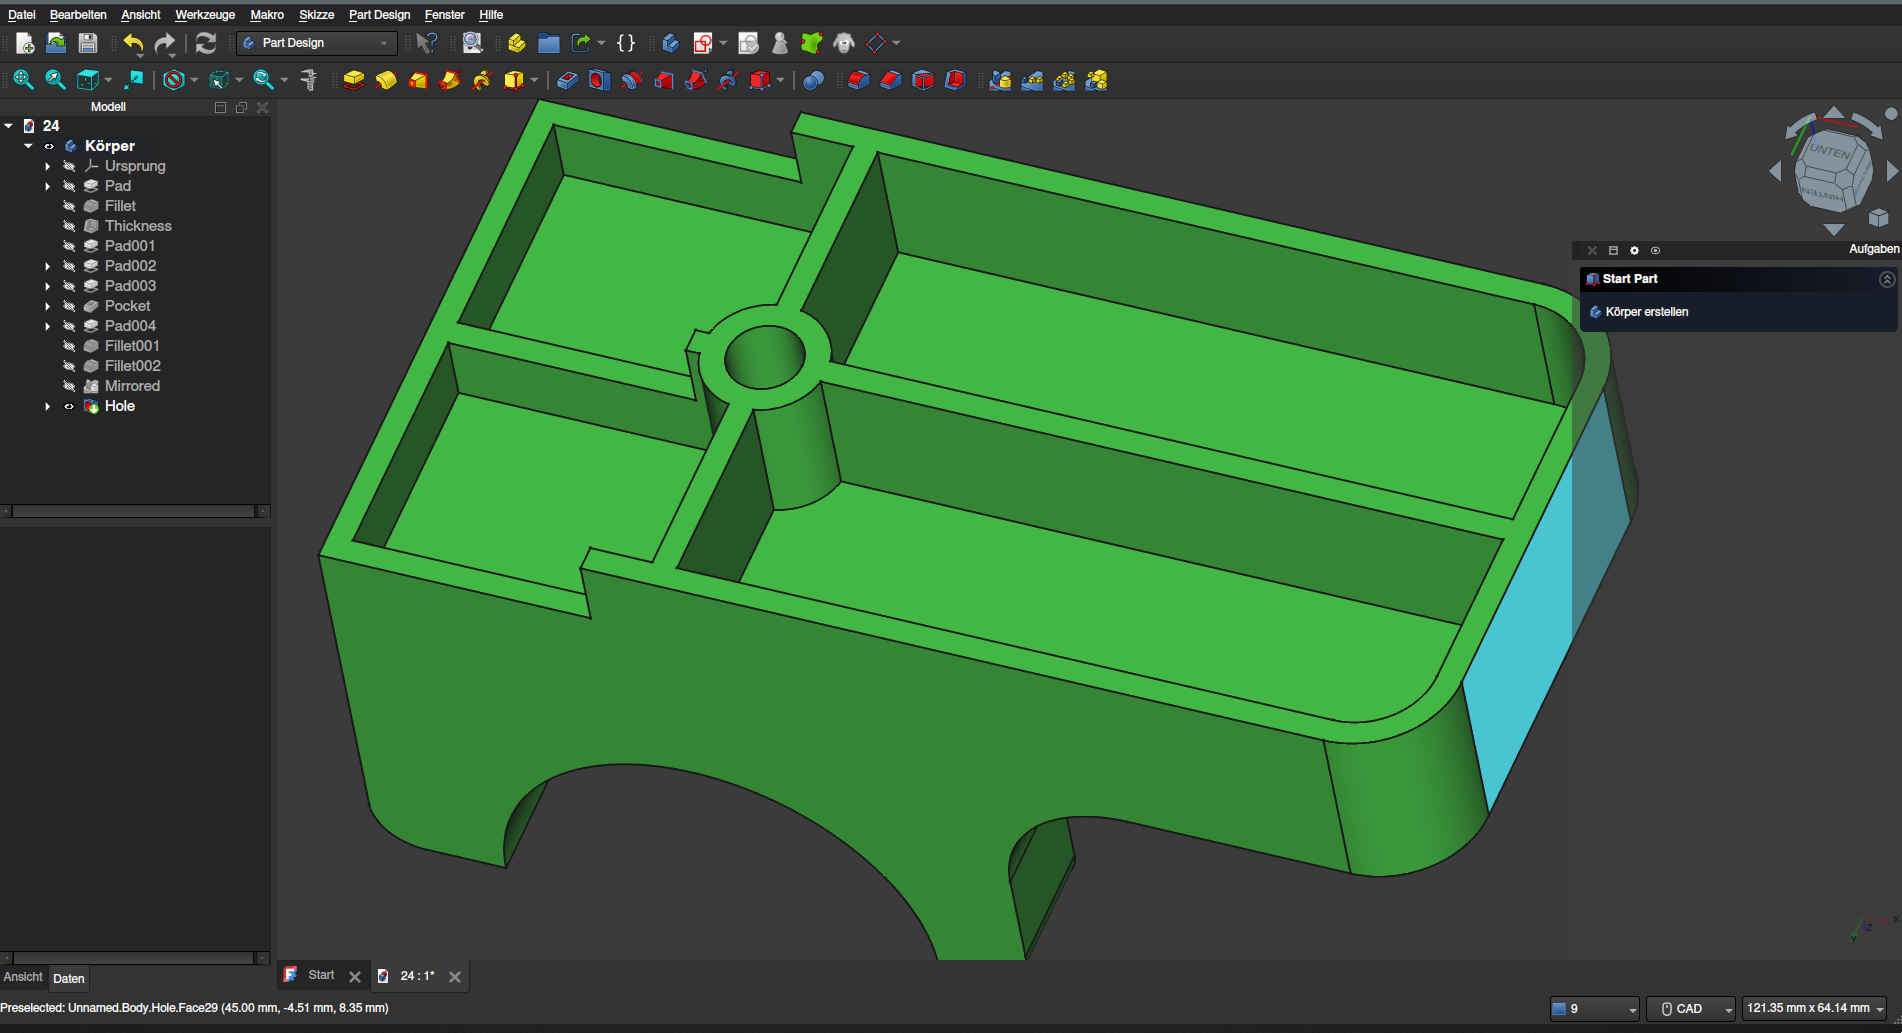 Datei Bearbeiten Ansicht Werkzeuge Makro Skizze Part Design Fenster Hilfe
Part Design
Modell
24
Körper
Ursprung
Pad
Fillet
Thickness
Pad001
Pad002
Pad003
Pocket
Pad004
Fillet001
Fillet002
Mirrored
Hole
UNTEN
HINTEN
Aufgaben
Start Part
Körper erstellen
X
Y
Z
Ansicht Daten
Start
24 : 1*
Preselected: Unnamed.Body.Hole.Face29 (45.00 mm, -4.51 mm, 8.35 mm)
9
CAD
121.35 mm x 64.14 mm